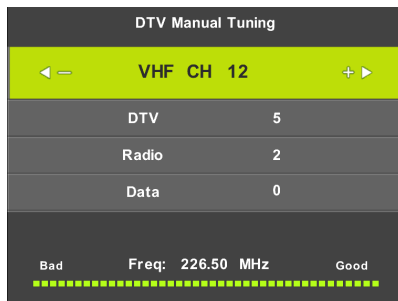 DTV Manual Tuning
− VHF CH 12 +
DTV 5
Radio 2
Data 0
Bad Freq: 226.50 MHz Good